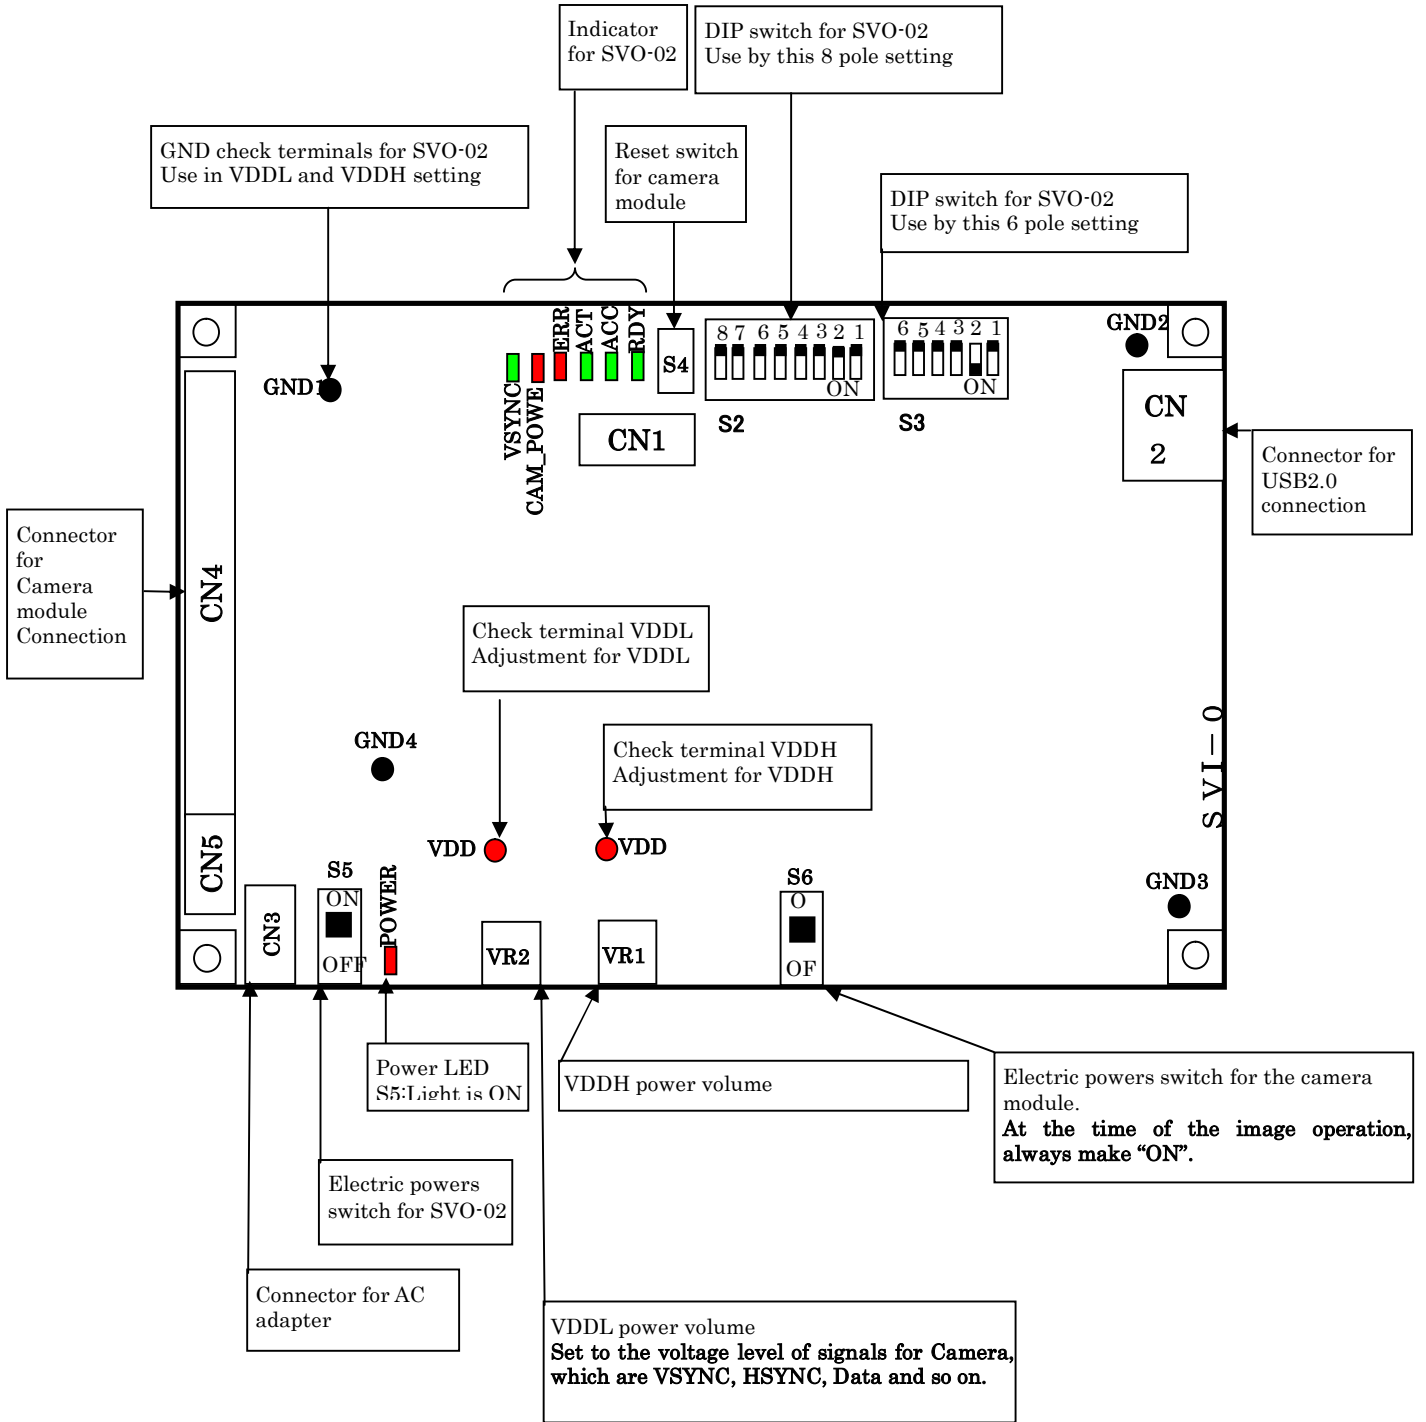 Indicator
for SVO-02
DIP switch for SVO-02
Use by this 8 pole setting
GND check terminals for SVO-02
Use in VDDL and VDDH setting
Reset switch
for camera
module
DIP switch for SVO-02
Use by this 6 pole setting
GND1
VSYNC
CAM_POWE
ERR
ACT
ACC
RDY
S4
8 7 6 5 4 3 2 1
ON
S2
6 5 4 3 2 1
ON
S3
GND2
CN1
CN
2
Connector for
USB2.0
connection
Connector
for
Camera
module
Connection
CN4
Check terminal VDDL
Adjustment for VDDL
GND4
Check terminal VDDH
Adjustment for VDDH
SVI-0
VDD
VDD
CN5
S5
ON
OFF
POWER
CN3
VR2
VR1
S6
O
OF
GND3
Power LED
S5:Light is ON
VDDH power volume
Electric powers switch for the camera
module.
At the time of the image operation,
always make “ON”.
Electric powers
switch for SVO-02
Connector for AC
adapter
VDDL power volume
Set to the voltage level of signals for Camera,
which are VSYNC, HSYNC, Data and so on.